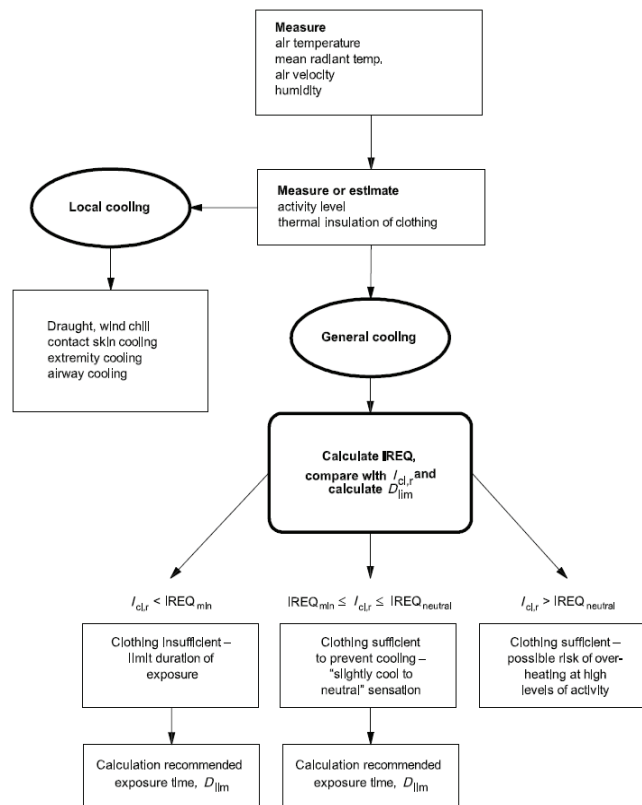 Measure
air temperature
mean radiant temp.
air velocity
humidity
Measure or estimate
activity level
thermal insulation of clothing
Local cooling
Draught, wind chill
contact skin cooling
extremity cooling
airway cooling
General cooling
Calculate IREQ,
compare with Icl,r and
calculate Dlim
Icl,r < IREQmin
IREQmin ≤ Icl,r ≤ IREQneutral
Icl,r > IREQneutral
Clothing insufficient –
limit duration of
exposure
Clothing sufficient
to prevent cooling –
“slightly cool to
neutral” sensation
Clothing sufficient –
possible risk of over-
heating at high
levels of activity
Calculation recommended
exposure time, Dlim
Calculation recommended
exposure time, Dlim